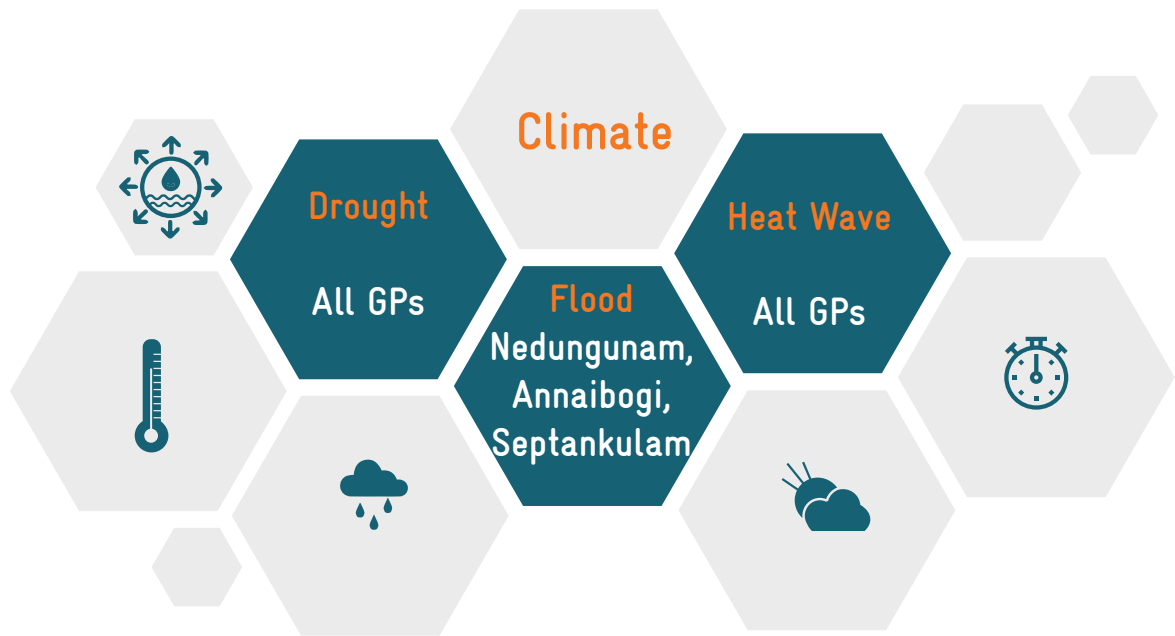 Climate
Drought
All GPs
Flood
Nedungunam,
Annaibogi,
Septankulam
Heat Wave
All GPs